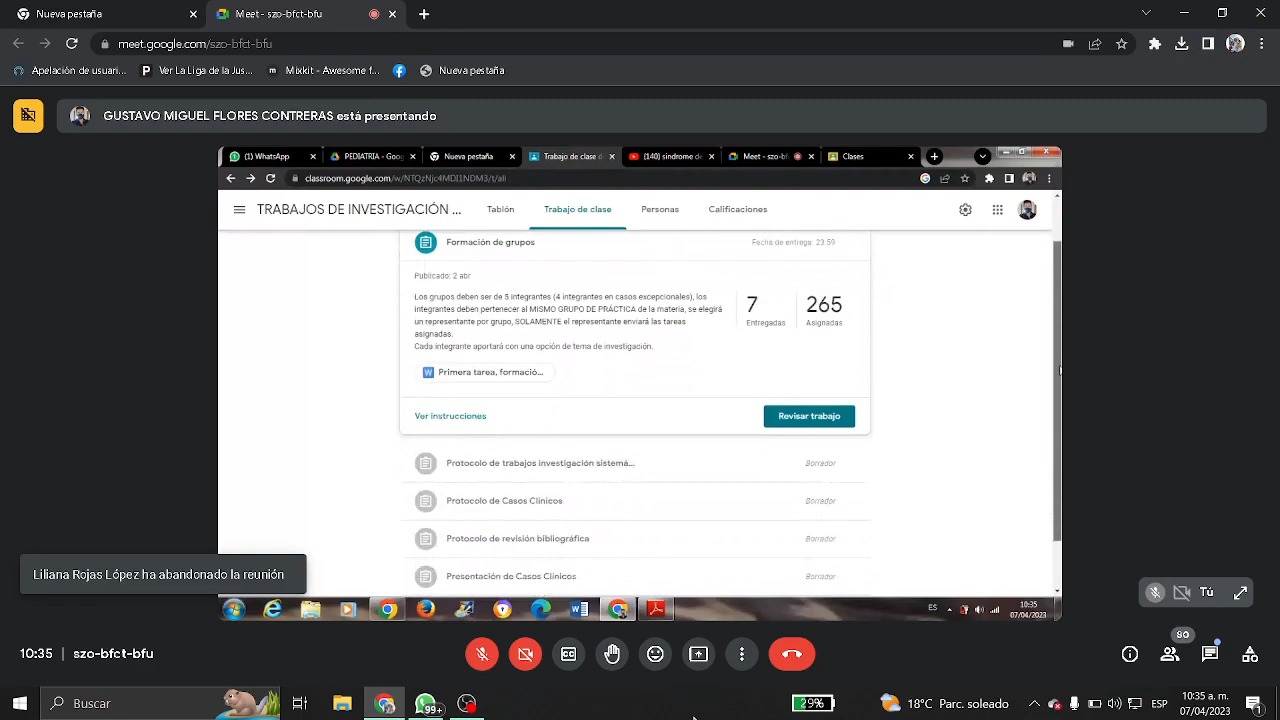 Nueva pestaña
Meet - szo-bfct-bfu
meet.google.com/szo-bfct-bfu
Apelación de usuari...
Ver La Liga de la Jus...
Mixkit - Awesome f...
Nueva pestaña
GUSTAVO MIGUEL FLORES CONTRERAS está presentando
(1) WhatsApp
PEDIATRIA - Goog
Nueva pestaña
Trabajo de clase d
(140) sindrome de
Meet - szo-b
Clases
classroom.google.com/w/NTQzNjc4MDI1NDM3/t/all
TRABAJOS DE INVESTIGACIÓN ...
Tablón
Trabajo de clase
Personas
Calificaciones
Formación de grupos
Fecha de entrega: 23:59
Publicado: 2 abr
Los grupos deben ser de 5 integrantes (4 integrantes en casos excepcionales), los
integrantes deben pertenecer al MISMO GRUPO DE PRÁCTICA de la materia, se elegirá
un representante por grupo, SOLAMENTE el representante enviará las tareas
asignadas.
Cada integrante aportará con una opción de tema de investigación.
7
Entregadas
265
Asignadas
Primera tarea, formació...
Ver instrucciones
Revisar trabajo
Protocolo de trabajos investigación sistemá...
Borrador
Protocolo de Casos Clínicos
Borrador
Protocolo de revisión bibliográfica
Borrador
Presentación de Casos Clínicos
Borrador
Liliana Rojas López ha abandonado la reunión
Tú
ES
10:35
07/04/2023
10:35
szo-bfct-bfu
90
Buscar
99+
29%
19°C Parc. soleado
ESP
10:35 a. m.
07/04/2023